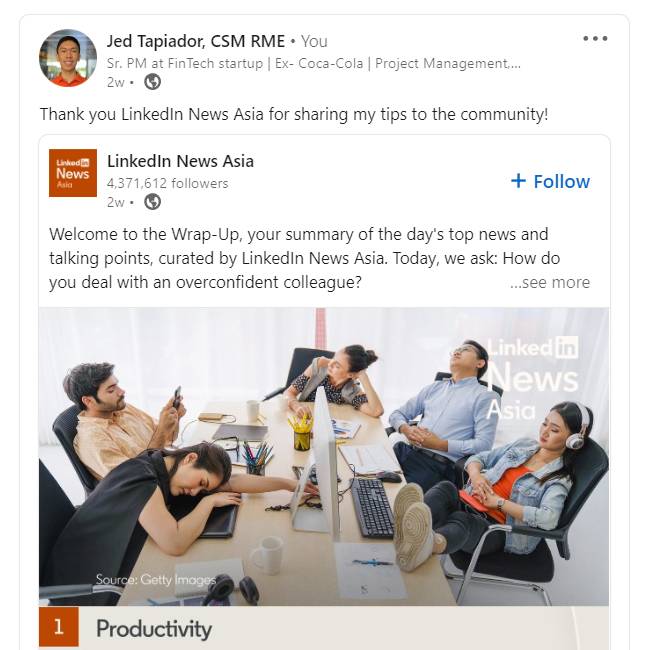 Jed Tapiador, CSM RME • You
Sr. PM at FinTech startup | Ex- Coca-Cola | Project Management,...
2w •
Thank you LinkedIn News Asia for sharing my tips to the community!
Linked in
News
Asia
LinkedIn News Asia
4,371,612 followers
2w •
+ Follow
Welcome to the Wrap-Up, your summary of the day's top news and
talking points, curated by LinkedIn News Asia. Today, we ask: How do
you deal with an overconfident colleague?
...see more
Linked in
News
Asia
Source: Getty Images
1 Productivity